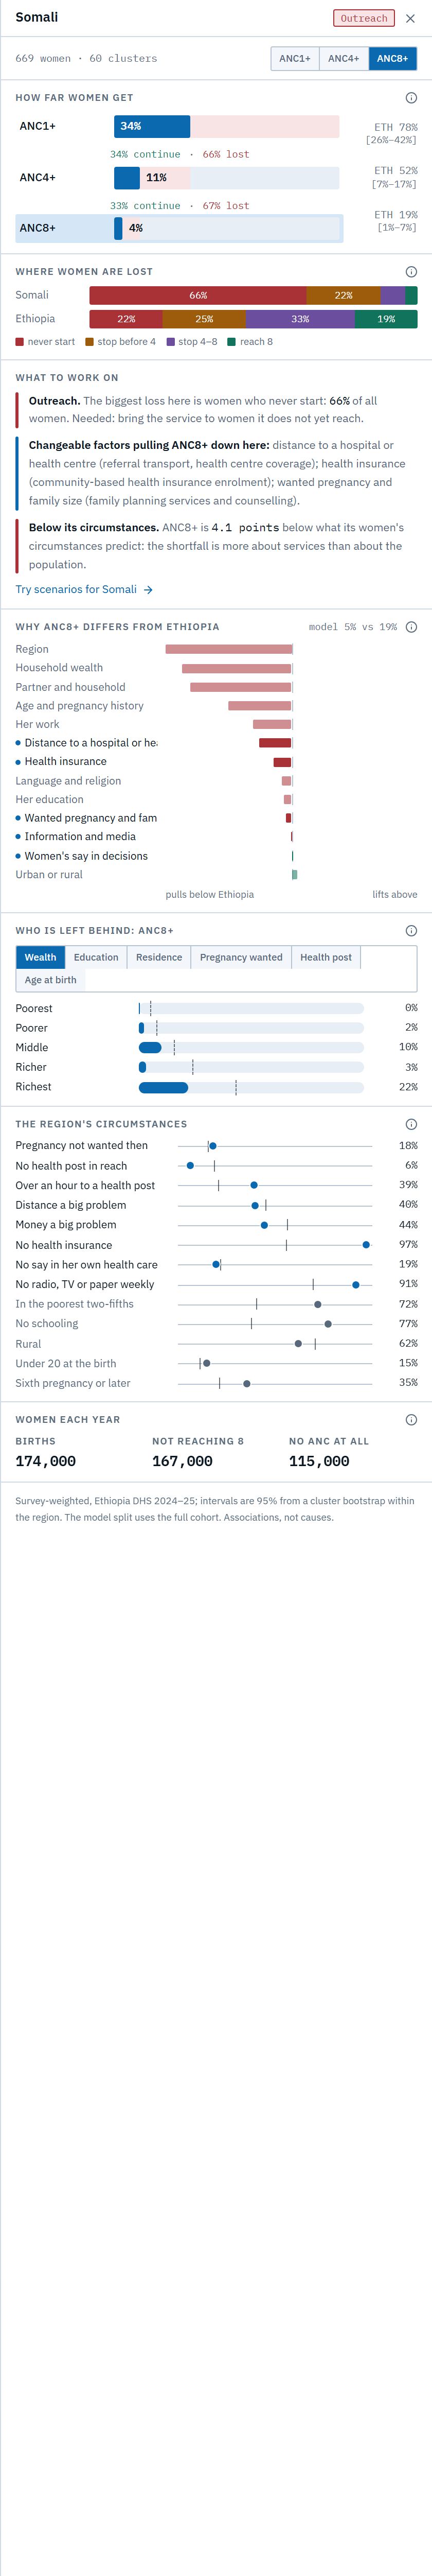 Somali
Outreach
669 women · 60 clusters
ANC1+ ANC4+ ANC8+
HOW FAR WOMEN GET
ANC1+ 34% ETH 78%
[26%–42%]
34% continue · 66% lost
ANC4+ 11% ETH 52%
[7%–17%]
33% continue · 67% lost
ANC8+ 4% ETH 19%
[1%–7%]
WHERE WOMEN ARE LOST
Somali 66% 22%
Ethiopia 22% 25% 33% 19%
never start stop before 4 stop 4–8 reach 8
WHAT TO WORK ON
Outreach. The biggest loss here is women who never start: 66% of all
women. Needed: bring the service to women it does not yet reach.
Changeable factors pulling ANC8+ down here: distance to a hospital or
health centre (referral transport, health centre coverage); health insurance
(community-based health insurance enrolment); wanted pregnancy and
family size (family planning services and counselling).
Below its circumstances. ANC8+ is 4.1 points below what its women's
circumstances predict: the shortfall is more about services than about the
population.
Try scenarios for Somali →
WHY ANC8+ DIFFERS FROM ETHIOPIA model 5% vs 19%
Region
Household wealth
Partner and household
Age and pregnancy history
Her work
Distance to a hospital or hea
Health insurance
Language and religion
Her education
Wanted pregnancy and fam
Information and media
Women's say in decisions
Urban or rural
pulls below Ethiopia lifts above
WHO IS LEFT BEHIND: ANC8+
Wealth Education Residence Pregnancy wanted Health post
Age at birth
Poorest 0%
Poorer 2%
Middle 10%
Richer 3%
Richest 22%
THE REGION'S CIRCUMSTANCES
Pregnancy not wanted then 18%
No health post in reach 6%
Over an hour to a health post 39%
Distance a big problem 40%
Money a big problem 44%
No health insurance 97%
No say in her own health care 19%
No radio, TV or paper weekly 91%
In the poorest two-fifths 72%
No schooling 77%
Rural 62%
Under 20 at the birth 15%
Sixth pregnancy or later 35%
WOMEN EACH YEAR
BIRTHS NOT REACHING 8 NO ANC AT ALL
174,000 167,000 115,000
Survey-weighted, Ethiopia DHS 2024–25; intervals are 95% from a cluster bootstrap within
the region. The model split uses the full cohort. Associations, not causes.